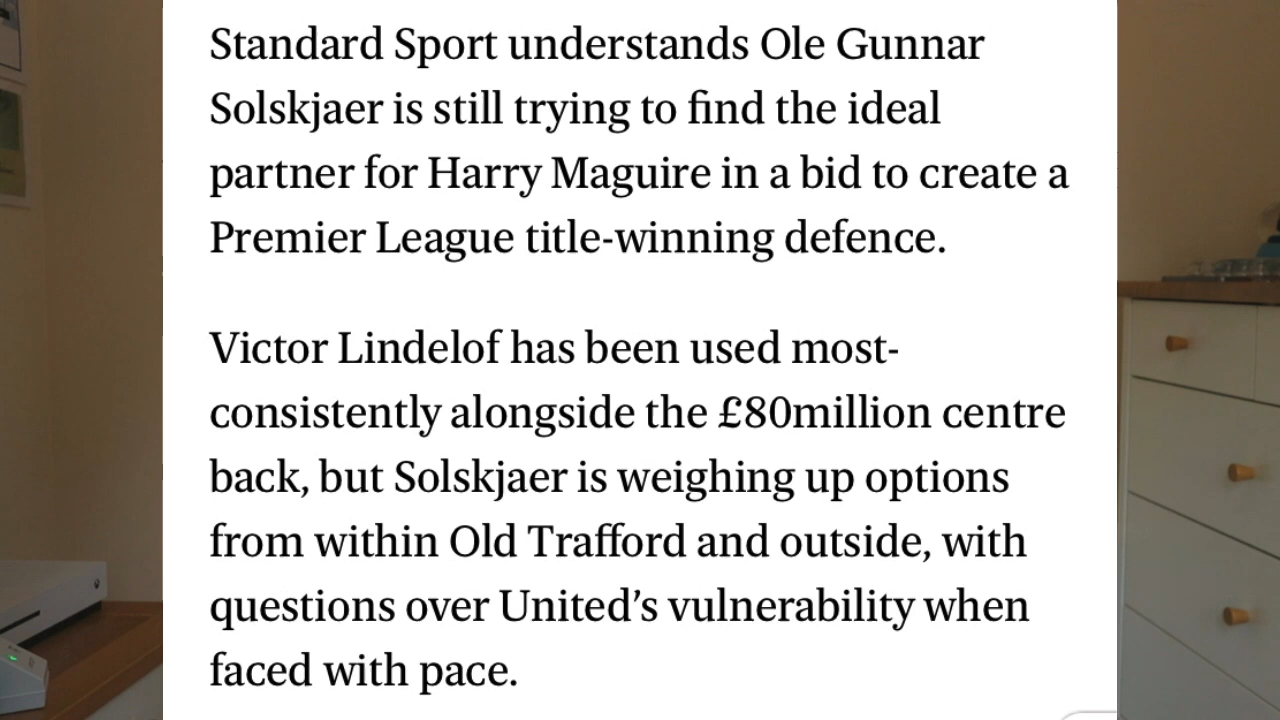 Standard Sport understands Ole Gunnar
Solskjaer is still trying to find the ideal
partner for Harry Maguire in a bid to create a
Premier League title-winning defence.
Victor Lindelof has been used most-
consistently alongside the £80million centre
back, but Solskjaer is weighing up options
from within Old Trafford and outside, with
questions over United’s vulnerability when
faced with pace.